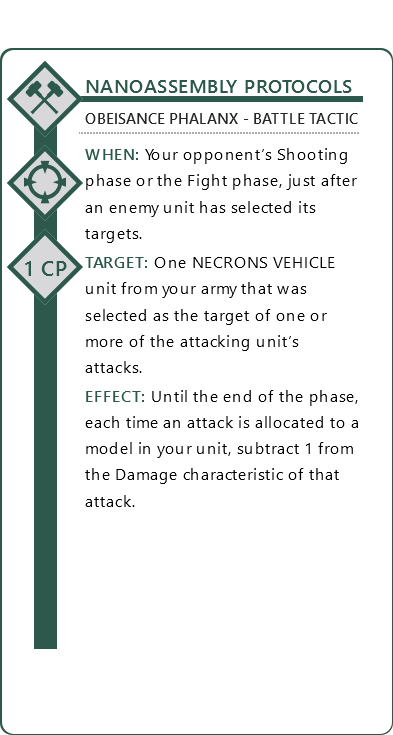 NANOASSEMBLY PROTOCOLS
OBEISANCE PHALANX - BATTLE TACTIC
WHEN: Your opponent's Shooting
phase or the Fight phase, just after
an enemy unit has selected its
targets.
1 CP
TARGET: One NECRONS VEHICLE
unit from your army that was
selected as the target of one or
more of the attacking unit's
attacks.
EFFECT: Until the end of the phase,
each time an attack is allocated to a
model in your unit, subtract 1 from
the Damage characteristic of that
attack.